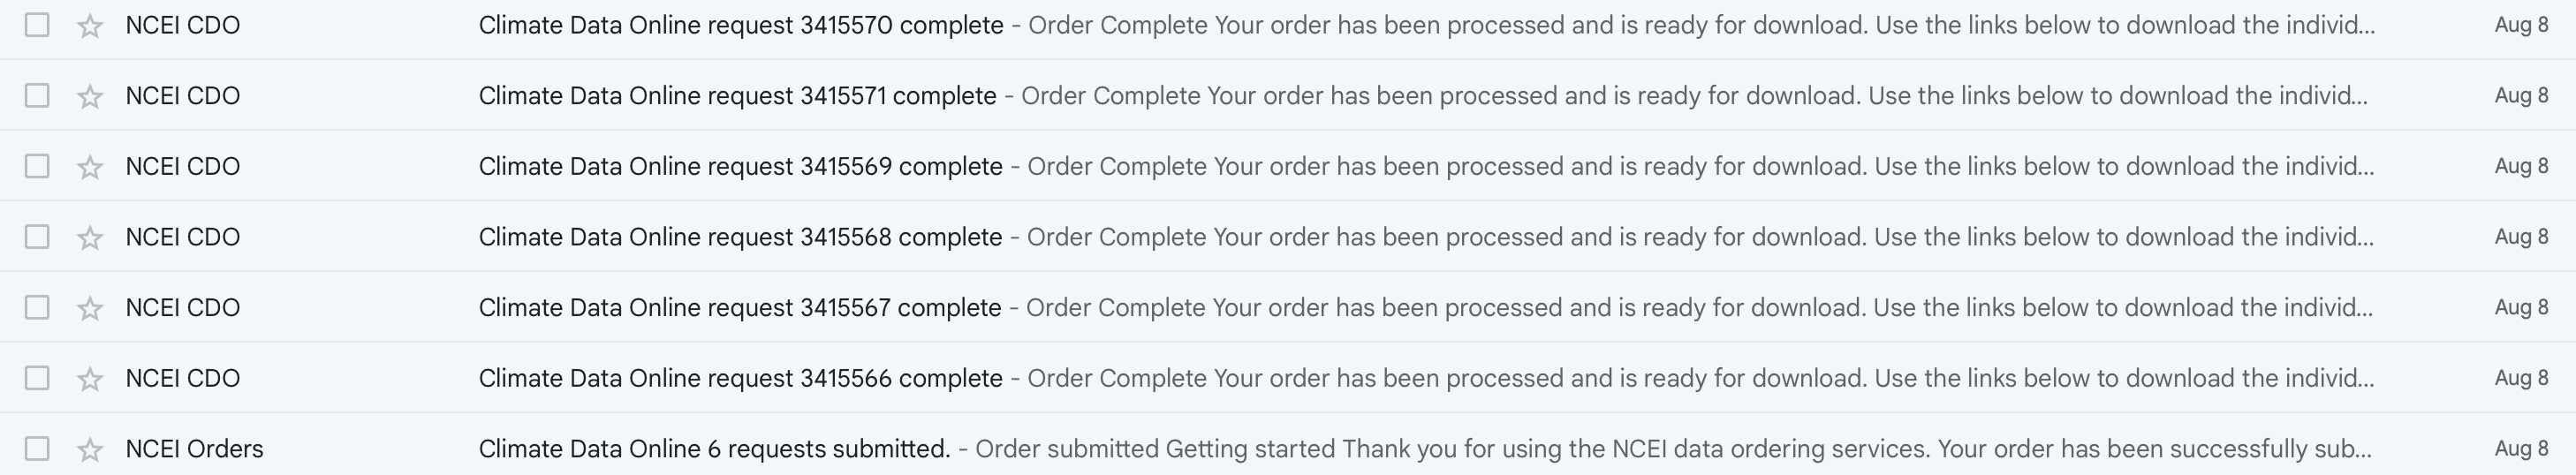 NCEI CDO Climate Data Online request 3415570 complete - Order Complete Your order has been processed and is ready for download. Use the links below to download the individ... Aug 8
NCEI CDO Climate Data Online request 3415571 complete - Order Complete Your order has been processed and is ready for download. Use the links below to download the individ... Aug 8
NCEI CDO Climate Data Online request 3415569 complete - Order Complete Your order has been processed and is ready for download. Use the links below to download the individ... Aug 8
NCEI CDO Climate Data Online request 3415568 complete - Order Complete Your order has been processed and is ready for download. Use the links below to download the individ... Aug 8
NCEI CDO Climate Data Online request 3415567 complete - Order Complete Your order has been processed and is ready for download. Use the links below to download the individ... Aug 8
NCEI CDO Climate Data Online request 3415566 complete - Order Complete Your order has been processed and is ready for download. Use the links below to download the individ... Aug 8
NCEI Orders Climate Data Online 6 requests submitted. - Order submitted Getting started Thank you for using the NCEI data ordering services. Your order has been successfully sub... Aug 8